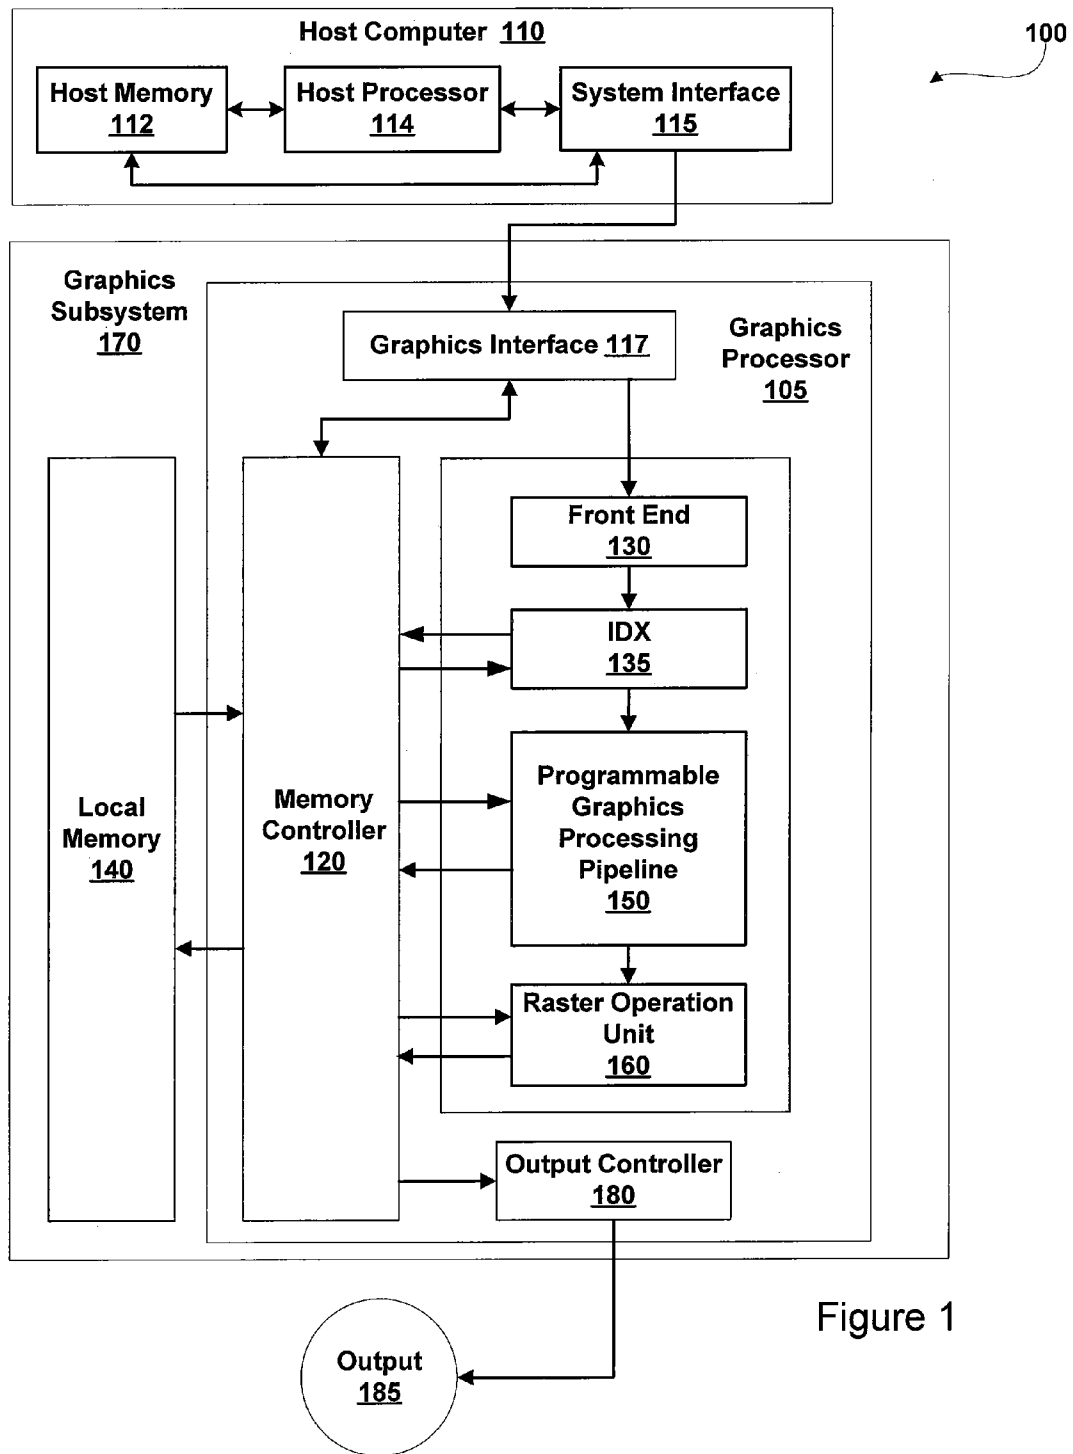 Host Computer 110
100
Host Memory
112
Host Processor
114
System Interface
115
Graphics
Subsystem
170
Graphics Interface 117
Graphics
Processor
105
Front End
130
IDX
135
Local
Memory
140
Memory
Controller
120
Programmable
Graphics
Processing
Pipeline
150
Raster Operation
Unit
160
Output Controller
180
Figure 1
Output
185